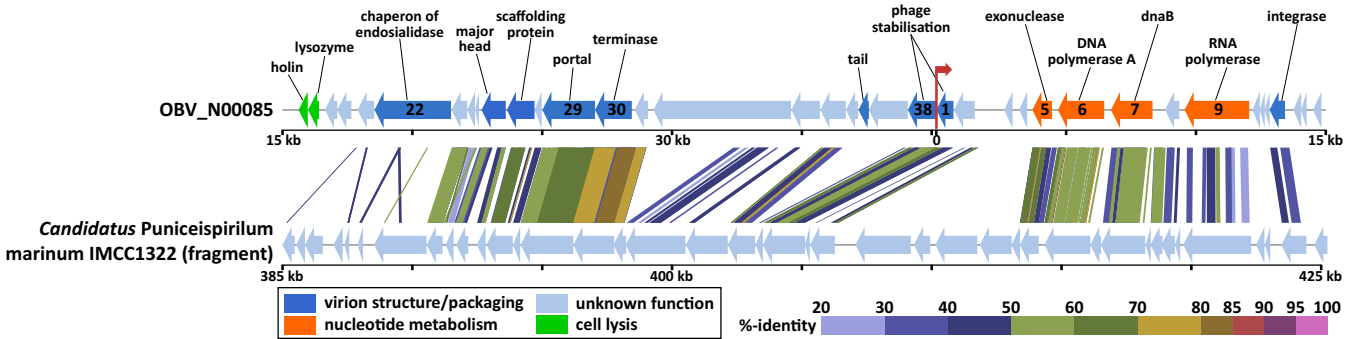 chaperon of
endosialidase
scaffolding
protein
major
head
lysozyme
holin
portal
terminase
phage
stabilisation
tail
exonuclease
DNA
polymerase A
dnaB
RNA
polymerase
integrase
OBV_N00085
22
29
30
38
1
5
6
7
9
15 kb
30 kb
0
15 kb
Candidatus Puniceispirilum
marinum IMCC1322 (fragment)
385 kb
400 kb
425 kb
virion structure/packaging
unknown function
nucleotide metabolism
cell lysis
%-identity
20 30 40 50 60 70 80 85 90 95 100